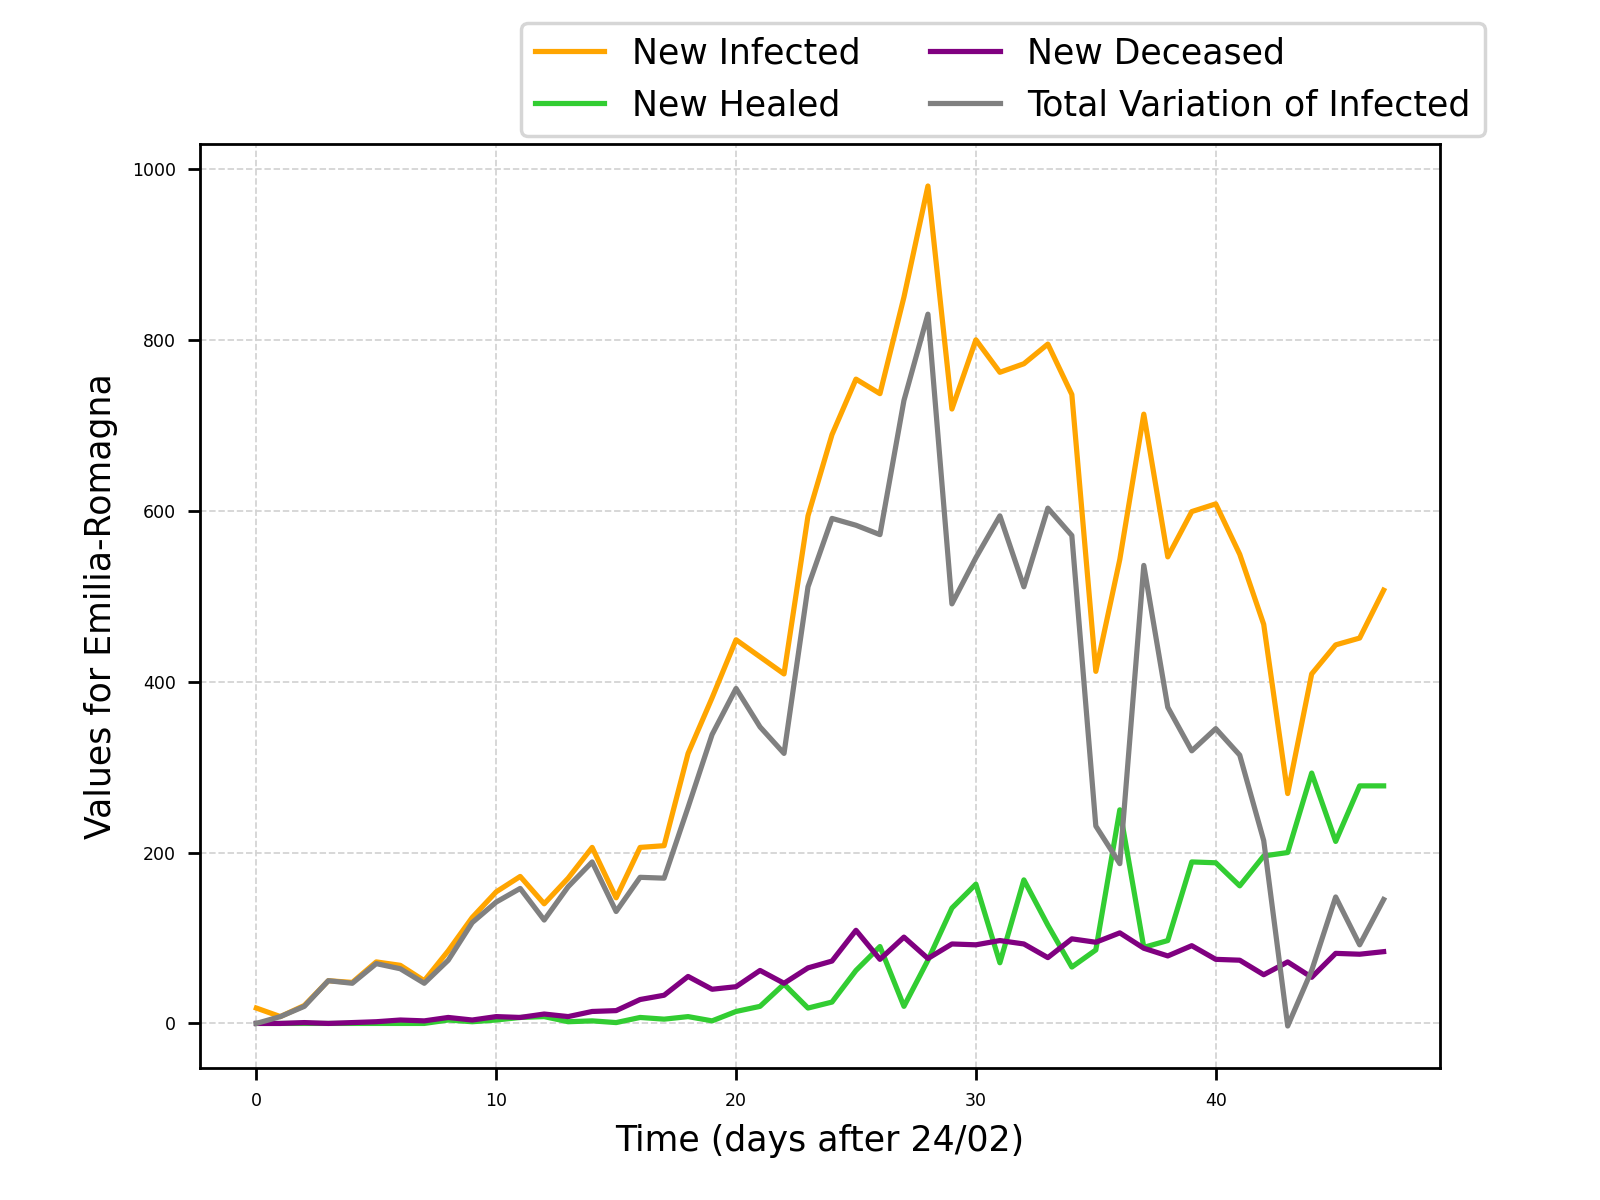 New Infected
New Healed
New Deceased
Total Variation of Infected
1000
800
600
400
200
0
Values for Emilia-Romagna
0 10 20 30 40
Time (days after 24/02)